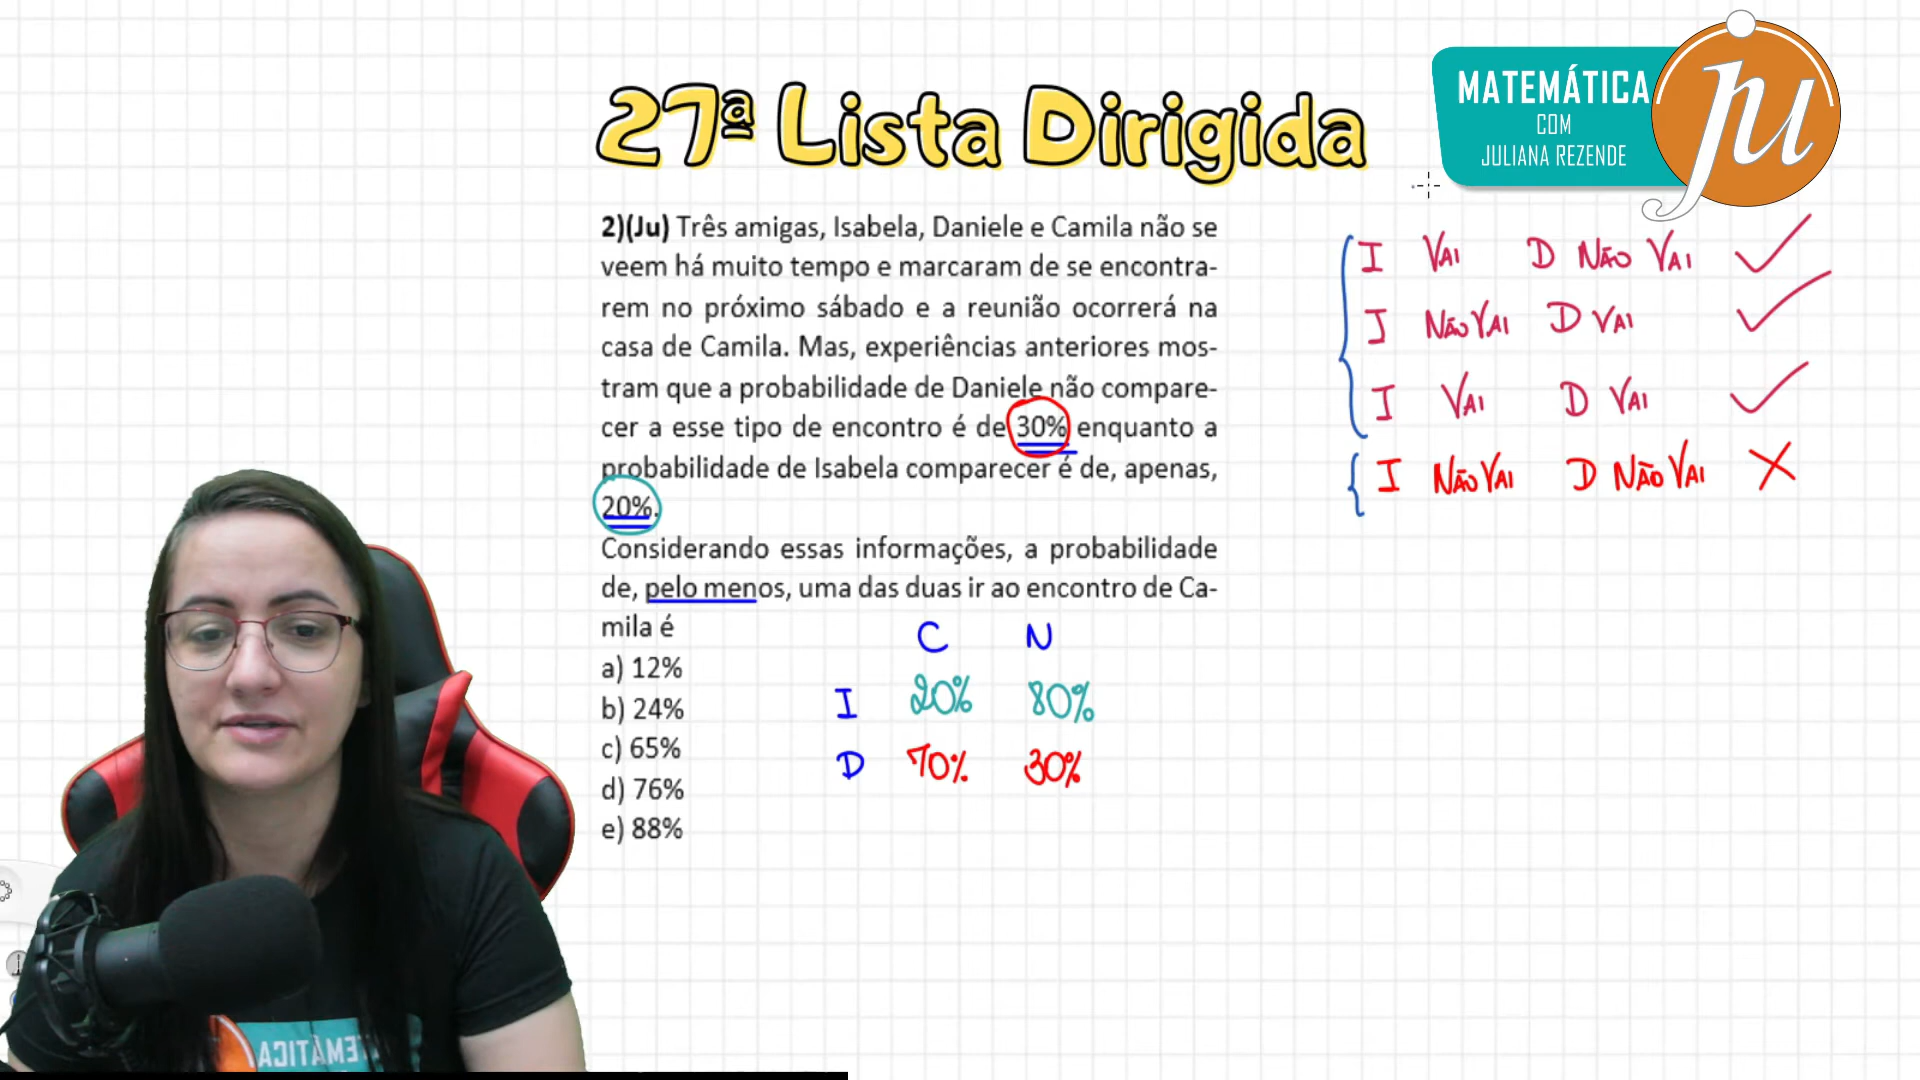 27ª Lista Dirigida
MATEMÁTICA
COM
JULIANA REZENDE
ju
2)(Ju) Três amigas, Isabela, Daniele e Camila não se
veem há muito tempo e marcaram de se encontra-
rem no próximo sábado e a reunião ocorrerá na
casa de Camila. Mas, experiências anteriores mos-
tram que a probabilidade de Daniele não compare-
cer a esse tipo de encontro é de 30% enquanto a
probabilidade de Isabela comparecer é de, apenas,
20%.
Considerando essas informações, a probabilidade
de, pelo menos, uma das duas ir ao encontro de Ca-
mila é
a) 12%
b) 24%
c) 65%
d) 76%
e) 88%
C N
I 20% 80%
D 70% 30%
I VAI D NÃO VAI
I NÃO VAI D VAI
I VAI D VAI
I NÃO VAI D NÃO VAI